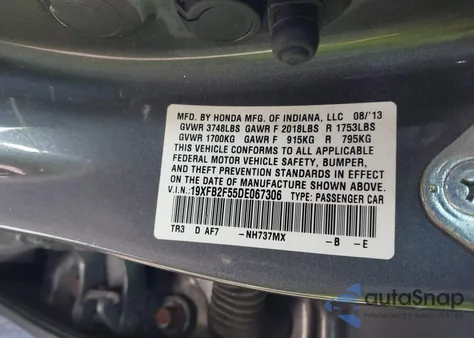 MFD. BY HONDA MFG. OF INDIANA, LLC 08/'13
GVWR 3748LBS GAWR F 2018LBS R 1753LBS
GVWR 1700KG GAWR F 915KG R 795KG
THIS VEHICLE CONFORMS TO ALL APPLICABLE
FEDERAL MOTOR VEHICLE SAFETY, BUMPER,
AND THEFT PREVENTION STANDARDS IN EFFECT
ON THE DATE OF MANUFACTURE SHOWN ABOVE.
V.I.N.: 19XFB2F55DE067306 TYPE: PASSENGER CAR
TR3 D AF7 -NH737MX -B -E
autoSnap